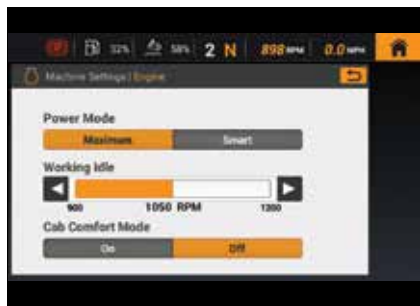 32% 58% 2 N 898 RPM 0.0 MPH
Machine Settings | Engine
Power Mode
Maximum Smart
Working Idle
900 1050 RPM 1200
Cab Comfort Mode
On Off